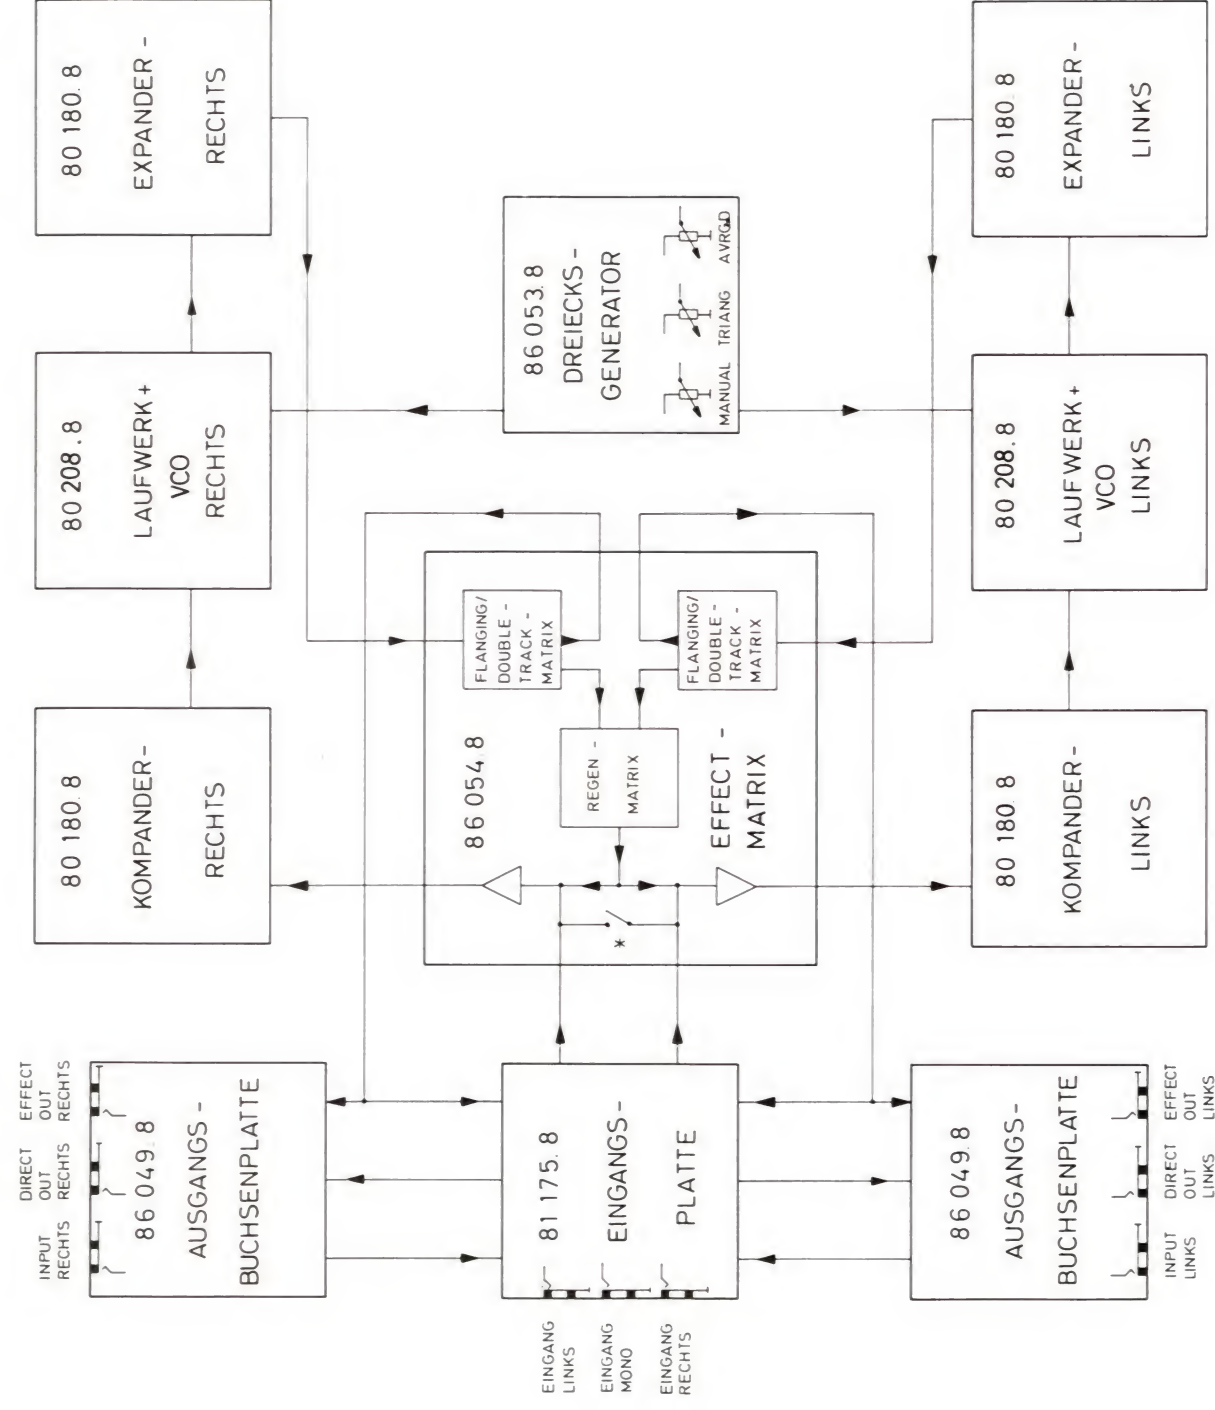 INPUT
RECHTS
DIRECT
OUT
RECHTS
EFFECT
OUT
RECHTS
86 049. 8
AUSGANGS-
BUCHSENPLATTE
80 180. 8
KOMPANDER-
RECHTS
80 208. 8
LAUFWERK+
VCO
RECHTS
80 180. 8
EXPANDER-
RECHTS
EINGANG
LINKS
EINGANG
MONO
EINGANG
RECHTS
81 175. 8
EINGANGS-
PLATTE
*
86 054. 8
EFFECT-
MATRIX
REGEN-
MATRIX
FLANGING/
DOUBLE-
TRACK-
MATRIX
FLANGING/
DOUBLE-
TRACK-
MATRIX
86 053. 8
DREIECKS-
GENERATOR
MANUAL
TRIANG
AVRGD
86 049. 8
AUSGANGS-
BUCHSENPLATTE
INPUT
LINKS
DIRECT
OUT
LINKS
EFFECT
OUT
LINKS
80 180. 8
KOMPANDER-
LINKS
80 208. 8
LAUFWERK+
VCO
LINKS
80 180. 8
EXPANDER-
LINKS